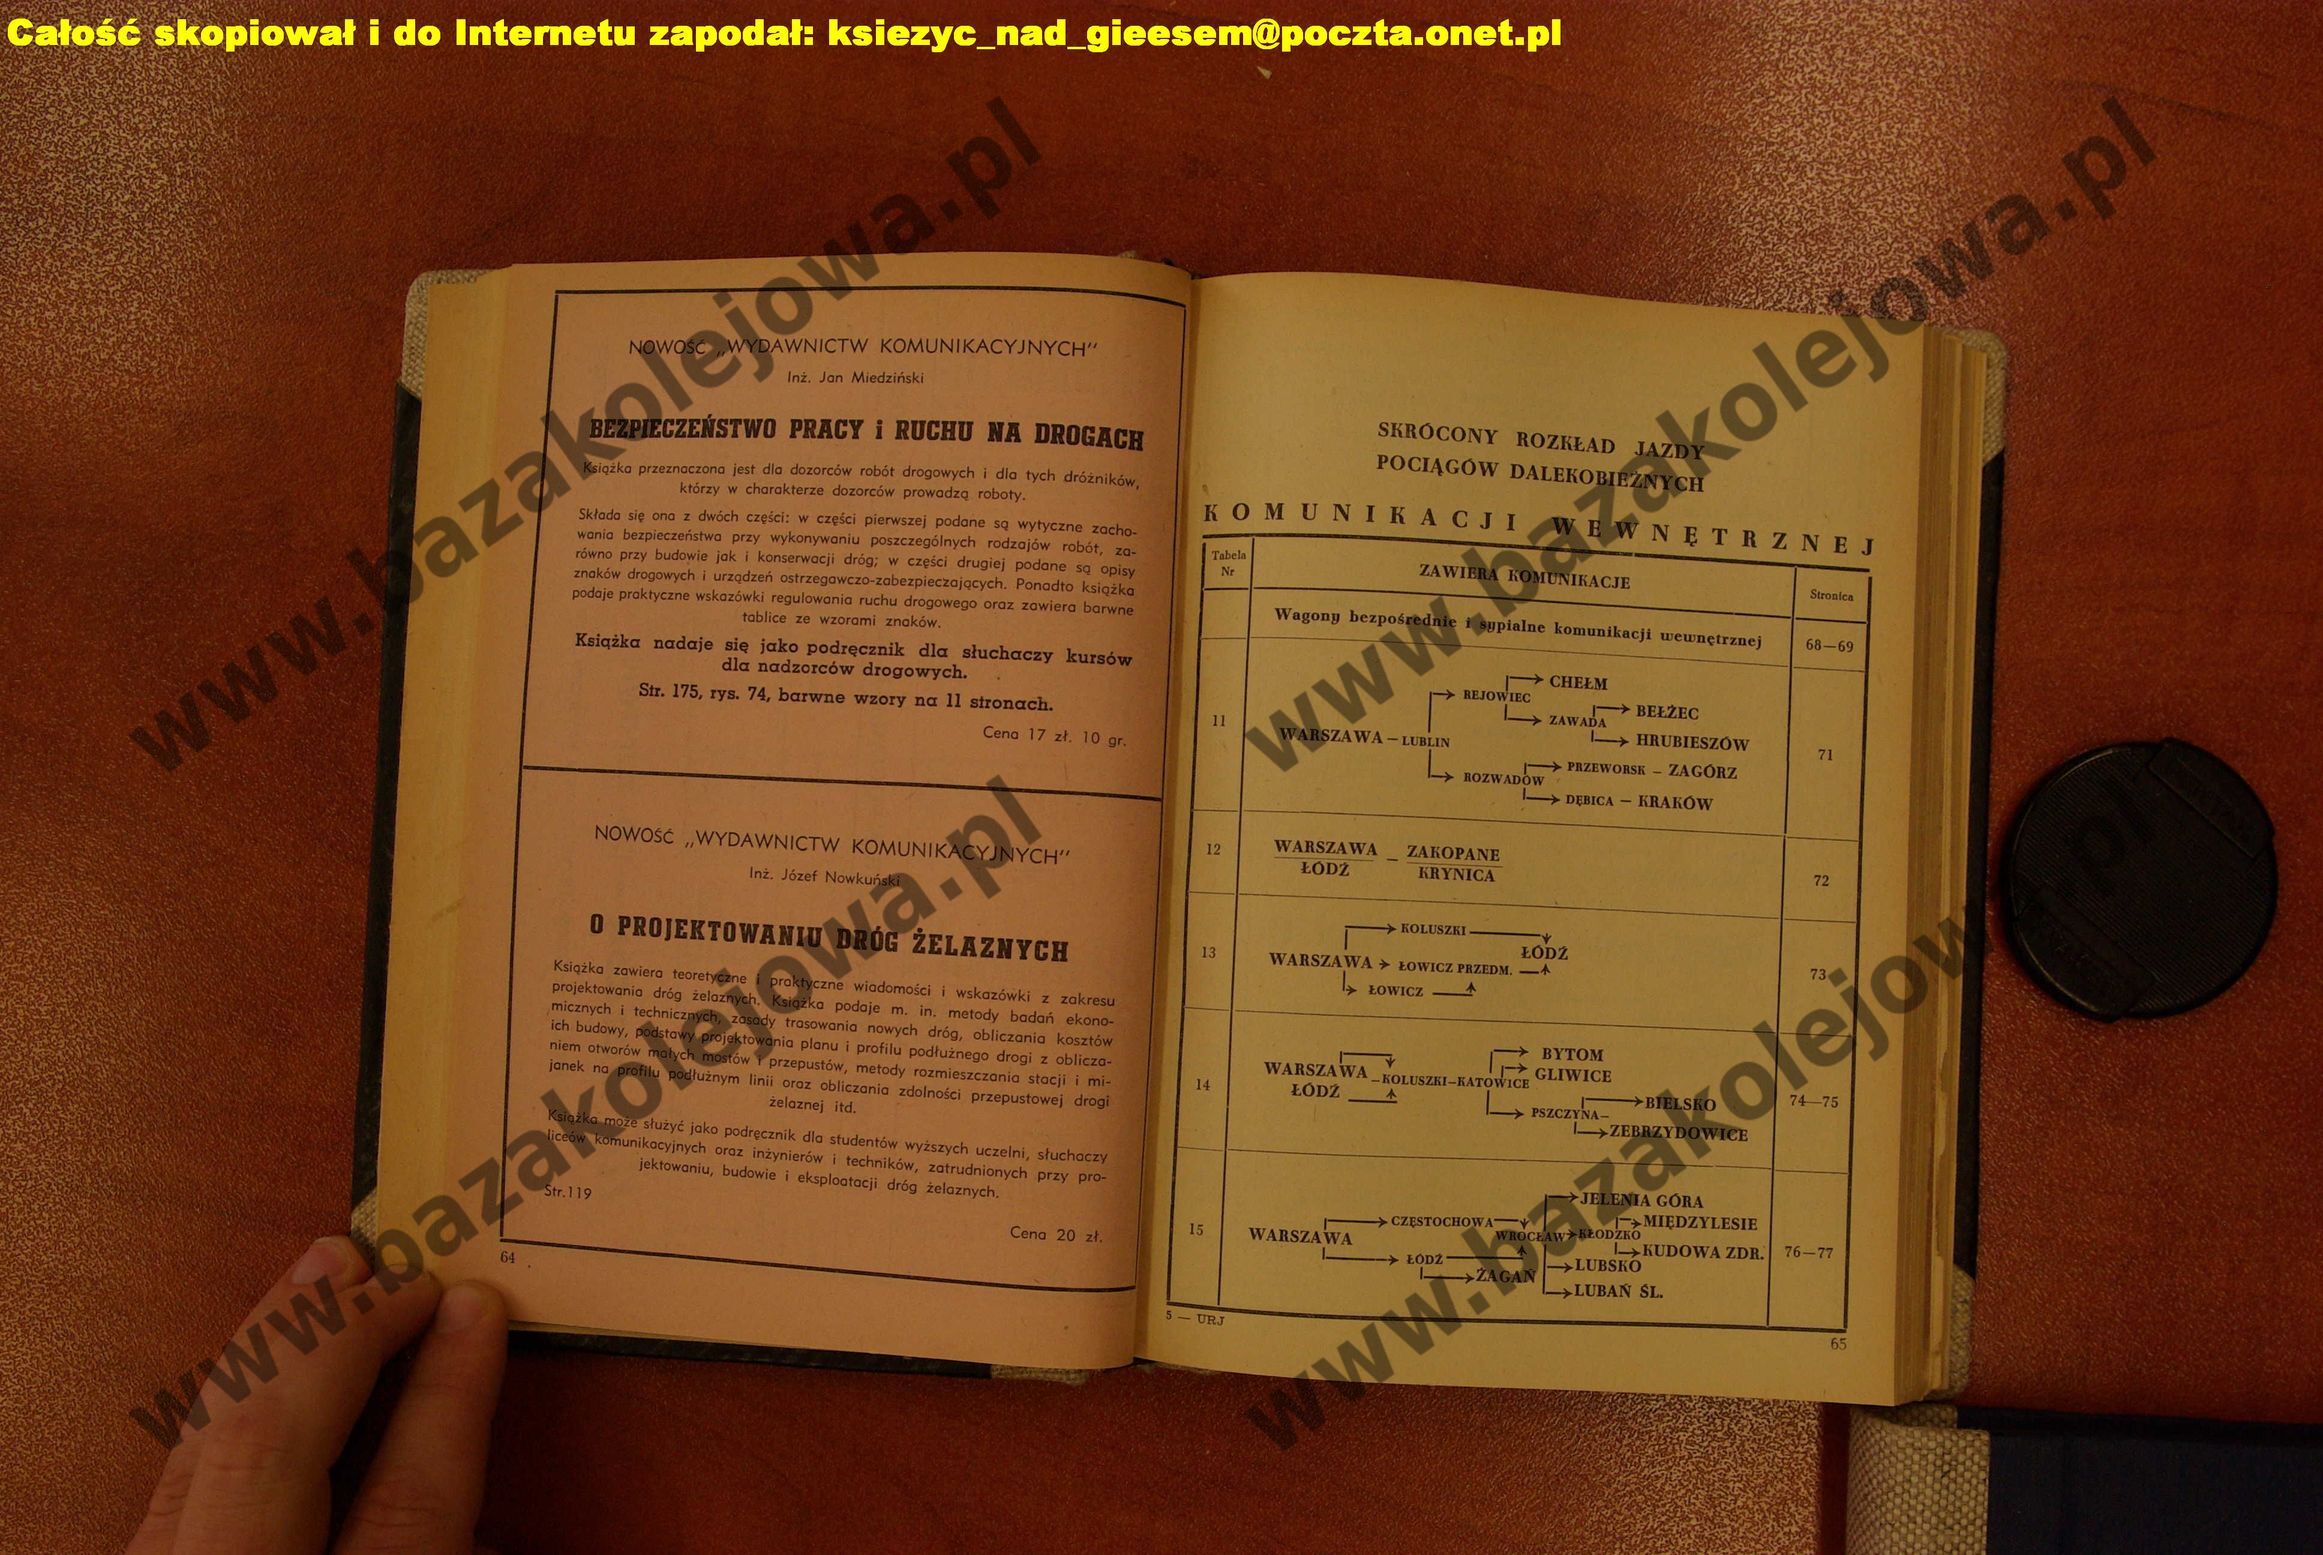 Całość skopiował i do Internetu zapodał: ksiezyc_nad_gieesem@poczta.onet.pl
NOWOŚĆ „WYDAWNICTW KOMUNIKACYJNYCH"
Inż. Jan Miedziński
BEZPIECZEŃSTWO PRACY i RUCHU NA DROGACH
Książka przeznaczona jest dla dozorców robót drogowych i dla tych dróżników,
którzy w charakterze dozorców prowadzą roboty.
Składa się ona z dwóch części: w części pierwszej podane są wytyczne zacho-
wania bezpieczeństwa przy wykonywaniu poszczególnych rodzajów robót, za-
równo przy budowie jak i konserwacji dróg; w części drugiej podane są opisy
znaków drogowych i urządzeń ostrzegawczo-zabezpieczających. Ponadto książka
podaje praktyczne wskazówki regulowania ruchu drogowego oraz zawiera barwne
tablice ze wzorami znaków.
Książka nadaje się jako podręcznik dla słuchaczy kursów
dla nadzorców drogowych.
Str. 175, rys. 74, barwne wzory na 11 stronach.
Cena 17 zł. 10 gr.
NOWOŚĆ „WYDAWNICTW KOMUNIKACYJNYCH"
Inż. Józef Nowkuński
O PROJEKTOWANIU DRÓG ŻELAZNYCH
Książka zawiera teoretyczne i praktyczne wiadomości i wskazówki z zakresu
projektowania dróg żelaznych. Książka podaje m. in. metody badań ekono-
micznych i technicznych, zasady trasowania nowych dróg, obliczania kosztów
ich budowy, podstawy projektowania planu i profilu podłużnego drogi z oblicza-
niem otworów małych mostów i przepustów, metody rozmieszczania stacji i mi-
janek na profilu podłużnym linii oraz obliczania zdolności przepustowej drogi
żelaznej itd.
Książka może służyć jako podręcznik dla studentów wyższych uczelni, słuchaczy
liceów komunikacyjnych oraz inżynierów i techników, zatrudnionych przy pro-
jektowaniu, budowie i eksploatacji dróg żelaznych.
Str. 119
Cena 20 zł.
64
SKRÓCONY ROZKŁAD JAZDY
POCIĄGÓW DALEKOBIEŻNYCH
KOMUNIKACJI WEWNĘTRZNEJ
Tabela Nr ZAWIERA KOMUNIKACJE Stronica
Wagony bezpośrednie i sypialne komunikacji wewnętrznej 68—69
CHEŁM
REJOWIEC
BEŁŻEC
ZAWADA
11 WARSZAWA – LUBLIN HRUBIESZÓW 71
PRZEWORSK – ZAGÓRZ
ROZWADÓW
DĘBICA – KRAKÓW
12 WARSZAWA – ZAKOPANE
ŁÓDŹ KRYNICA 72
KOLUSZKI
ŁÓDŹ
13 WARSZAWA ŁOWICZ PRZEDM. 73
ŁOWICZ
BYTOM
WARSZAWA GLIWICE
14 – KOLUSZKI–KATOWICE
ŁÓDŹ BIELSKO 74—75
PSZCZYNA–
ZEBRZYDOWICE
JELENIA GÓRA
CZĘSTOCHOWA MIĘDZYLESIE
15 WARSZAWA WROCŁAW KŁODZKO
KUDOWA ZDR. 76—77
ŁÓDŹ LUBSKO
ŻAGAŃ
LUBAŃ ŚL.
5 — URJ
65
www.bazakolejowa.pl
www.bazakolejowa.pl
www.bazakolejowa.pl
www.bazakolejow